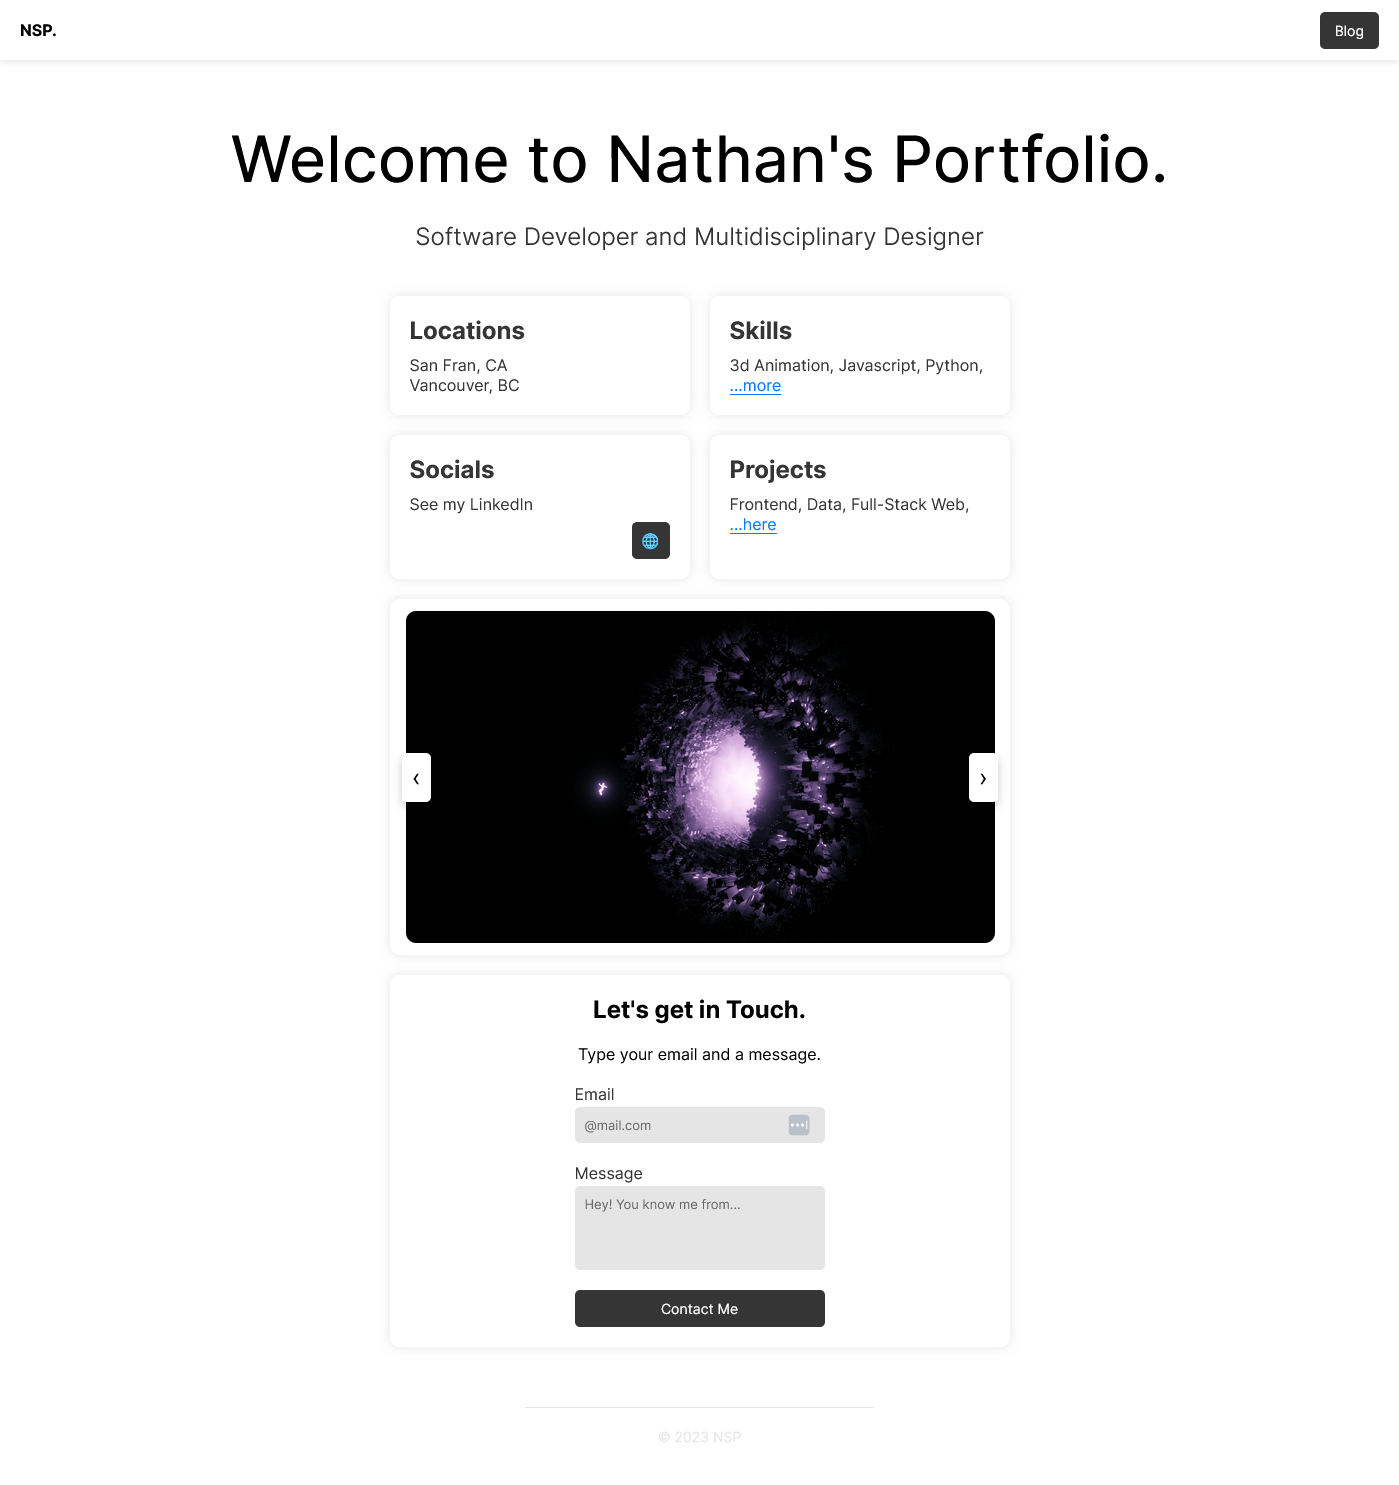 NSP.
Blog
Welcome to Nathan's Portfolio.
Software Developer and Multidisciplinary Designer
Locations
San Fran, CA
Vancouver, BC
Skills
3d Animation, Javascript, Python,
...more
Socials
See my LinkedIn
Projects
Frontend, Data, Full-Stack Web,
...here
‹
›
Let's get in Touch.
Type your email and a message.
Email
@mail.com
Message
Hey! You know me from...
Contact Me
© 2023 NSP